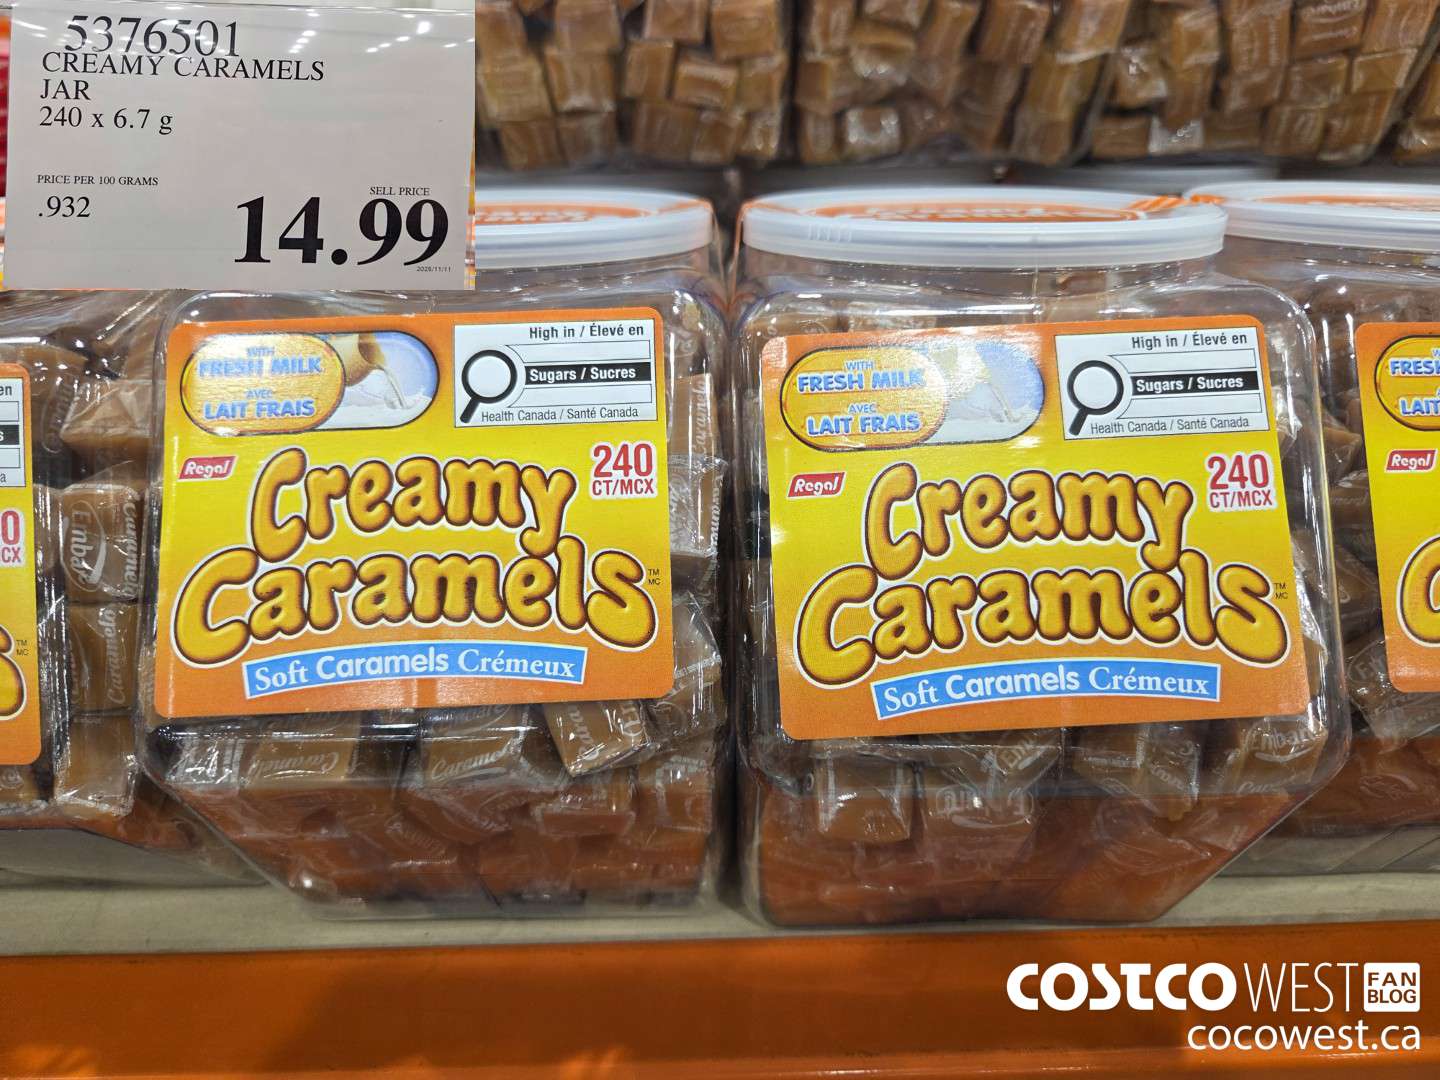 5376501
CREAMY CARAMELS
JAR
240 x 6.7 g
PRICE PER 100 GRAMS
.932
SELL PRICE
14.99
WITH
FRESH MILK
AVEC
LAIT FRAIS
High in / Élevé en
Sugars / Sucres
Health Canada / Santé Canada
Regal
240
CT/MCX
Creamy
Caramels
TM
MC
Soft Caramels Crémeux
WITH
FRESH MILK
AVEC
LAIT FRAIS
High in / Élevé en
Sugars / Sucres
Health Canada / Santé Canada
Regal
240
CT/MCX
Creamy
Caramels
TM
MC
Soft Caramels Crémeux
Regal
TM
MC
COSTCO WEST FAN BLOG
cocowest.ca